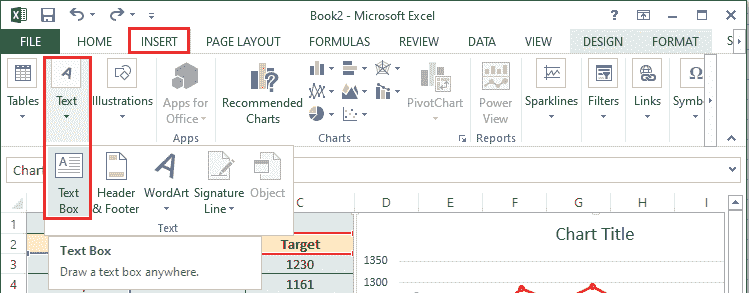 Book2 - Microsoft Excel
FILE HOME INSERT PAGE LAYOUT FORMULAS REVIEW DATA VIEW DESIGN FORMAT
Tables Text Illustrations Apps for Office Recommended Charts PivotChart Power View Sparklines Filters Links Symb
Apps Charts Reports
Text Box Header & Footer WordArt Signature Line Object
Text
Chart
C D E F G H I
1
2 Target
Text Box
Draw a text box anywhere.
3 1230
4 1161
Chart Title
1350
1300